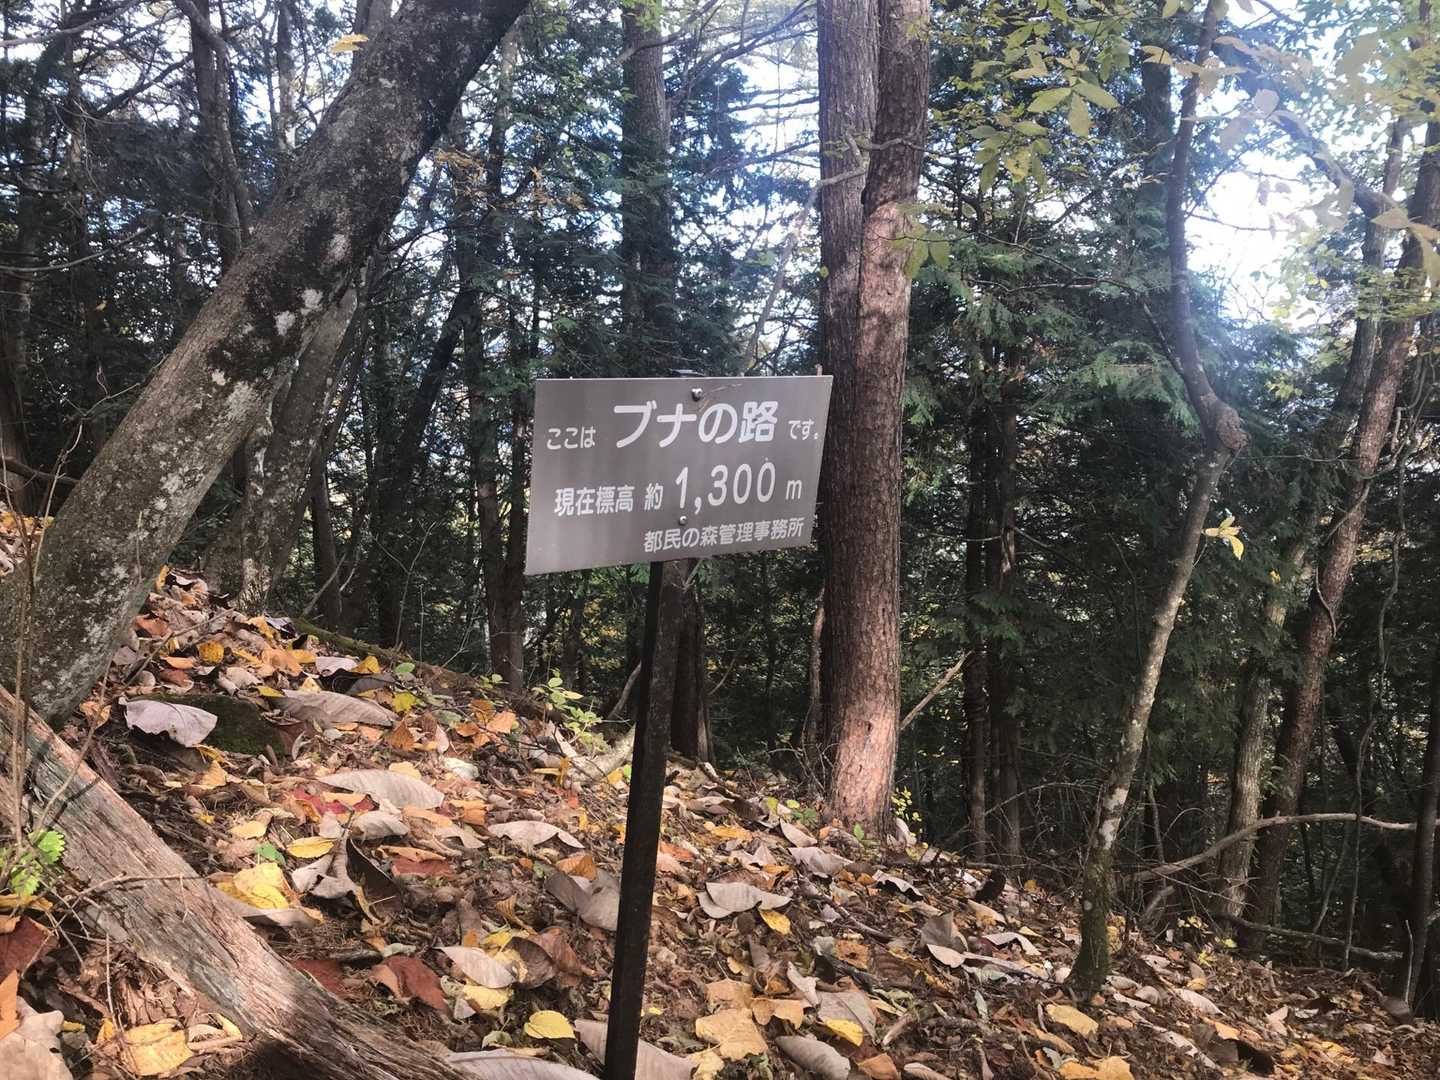 ここは ブナの路 です。
現在標高 約 1,300 m
都民の森管理事務所